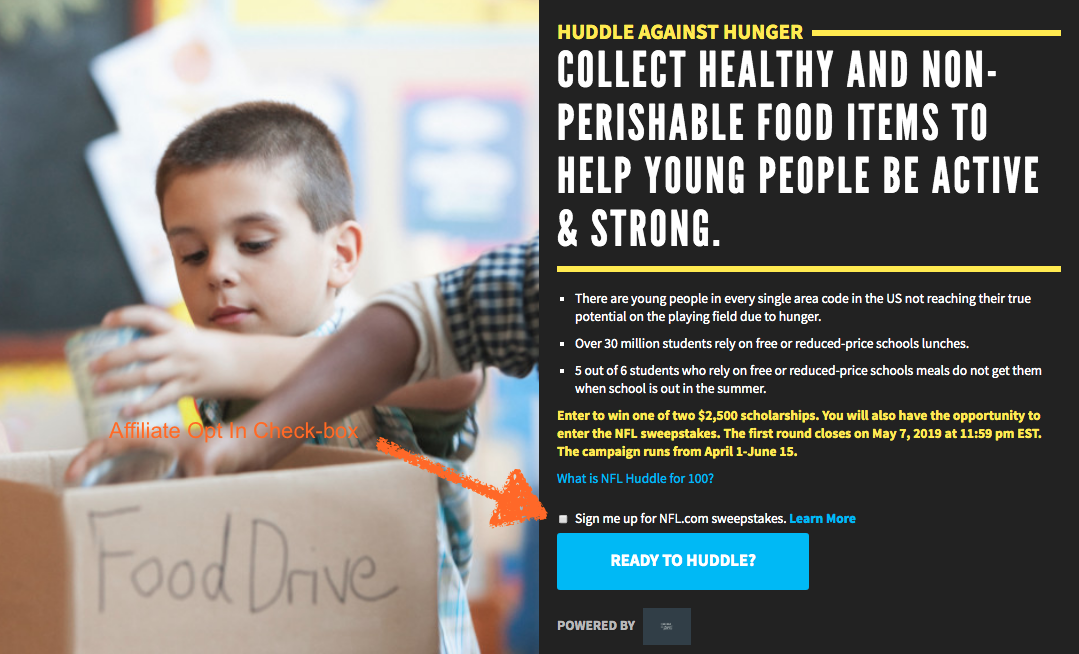 HUDDLE AGAINST HUNGER
COLLECT HEALTHY AND NON-
PERISHABLE FOOD ITEMS TO
HELP YOUNG PEOPLE BE ACTIVE
& STRONG.
There are young people in every single area code in the US not reaching their true
potential on the playing field due to hunger.
Over 30 million students rely on free or reduced-price schools lunches.
5 out of 6 students who rely on free or reduced-price schools meals do not get them
when school is out in the summer.
Enter to win one of two $2,500 scholarships. You will also have the opportunity to
enter the NFL sweepstakes. The first round closes on May 7, 2019 at 11:59 pm EST.
The campaign runs from April 1-June 15.
What is NFL Huddle for 100?
Affiliate Opt In Check-box
Sign me up for NFL.com sweepstakes. Learn More
READY TO HUDDLE?
Food Drive
POWERED BY